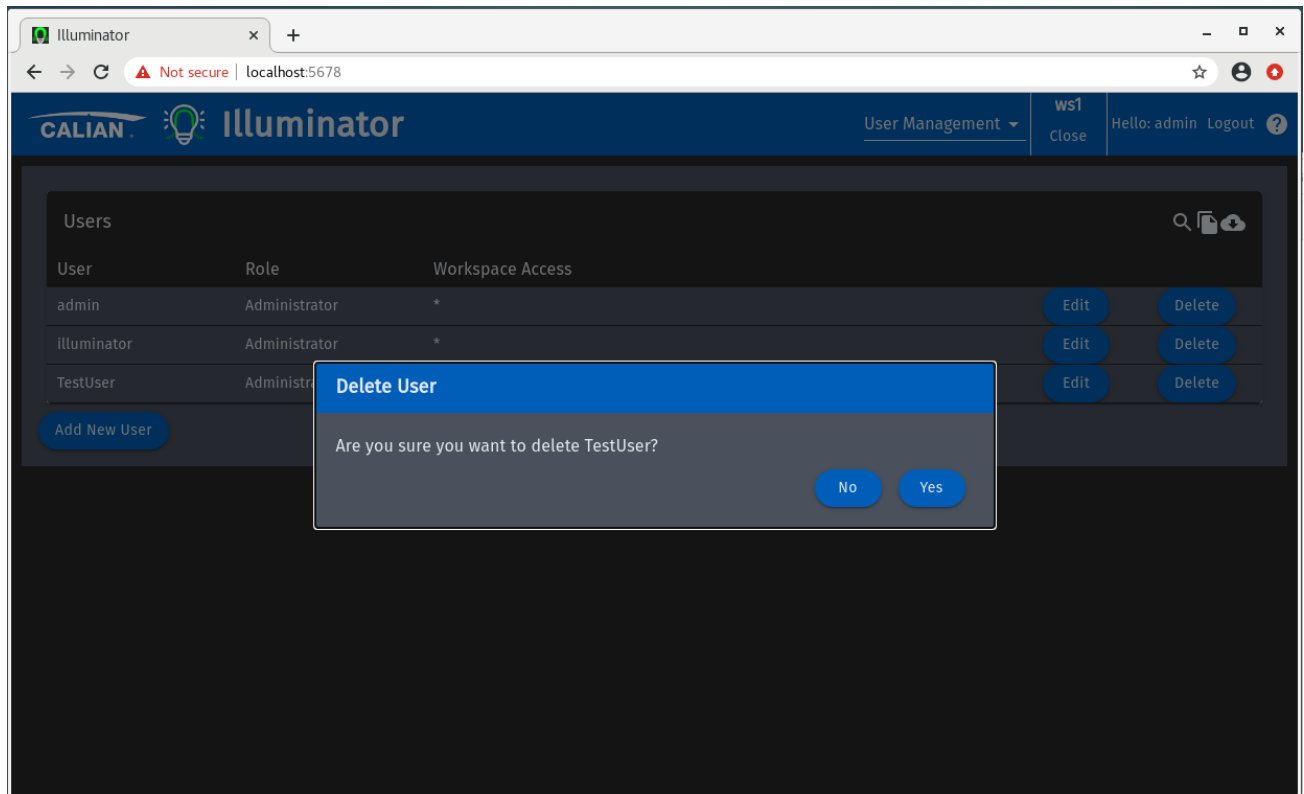 Illuminator
Not secure localhost:5678
CALIAN. Illuminator User Management ws1 Close Hello: admin Logout ?
Users
User Role Workspace Access
admin Administrator * Edit Delete
illuminator Administrator * Edit Delete
TestUser Administra Edit Delete
Add New User
Delete User
Are you sure you want to delete TestUser?
No Yes